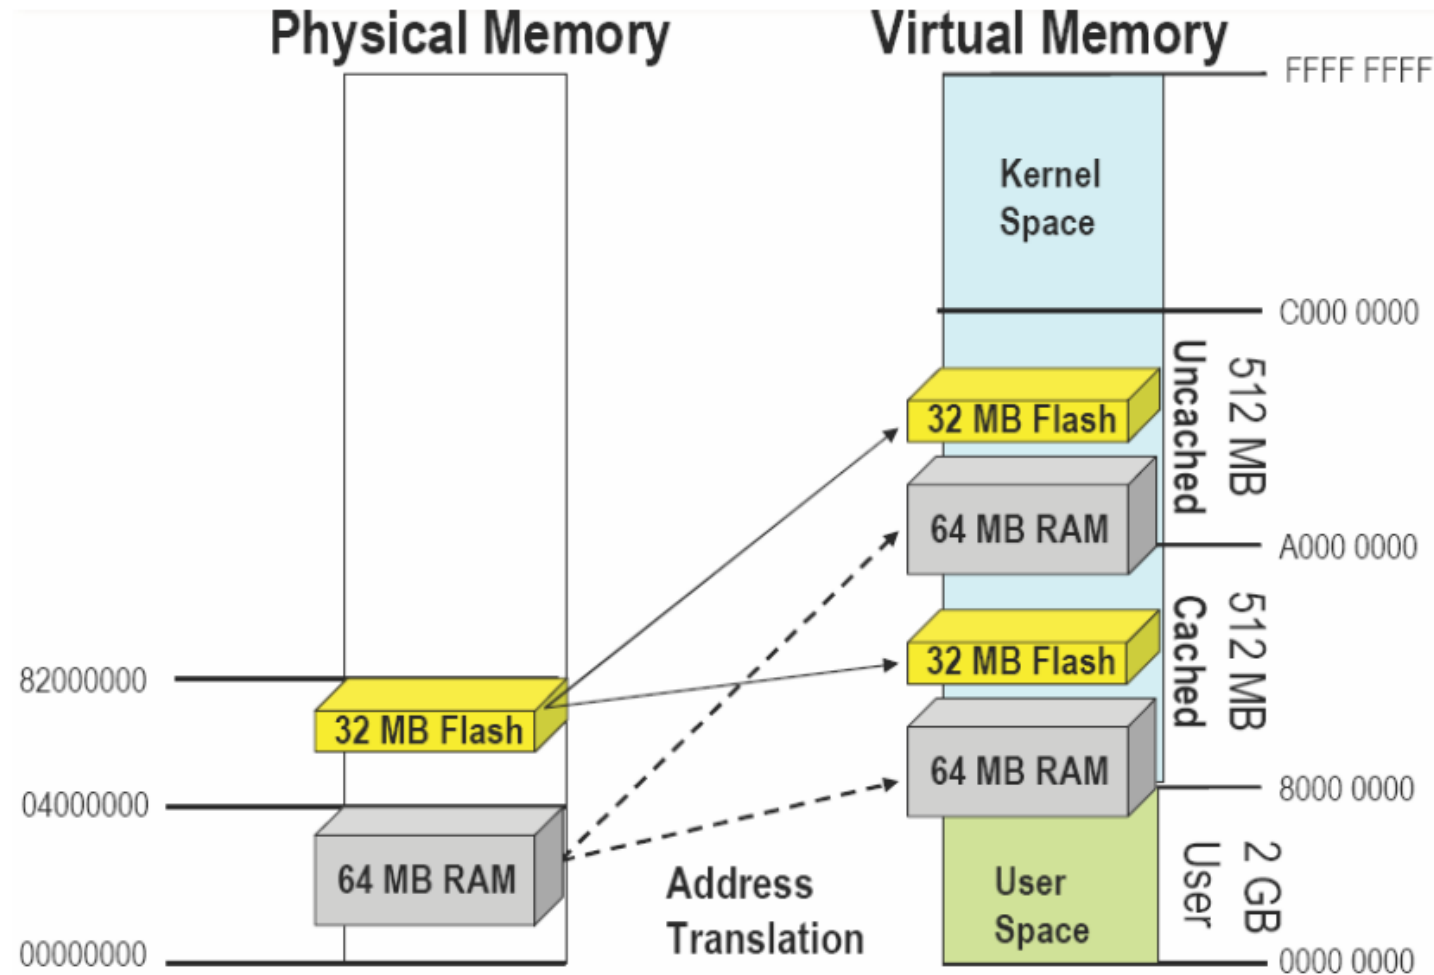 Physical Memory
Virtual Memory
FFFF FFFF
Kernel
Space
C000 0000
Uncached
512 MB
32 MB Flash
64 MB RAM
A000 0000
Cached
512 MB
32 MB Flash
64 MB RAM
8000 0000
82000000
32 MB Flash
04000000
64 MB RAM
00000000
Address
Translation
User
Space
User
2 GB
0000 0000